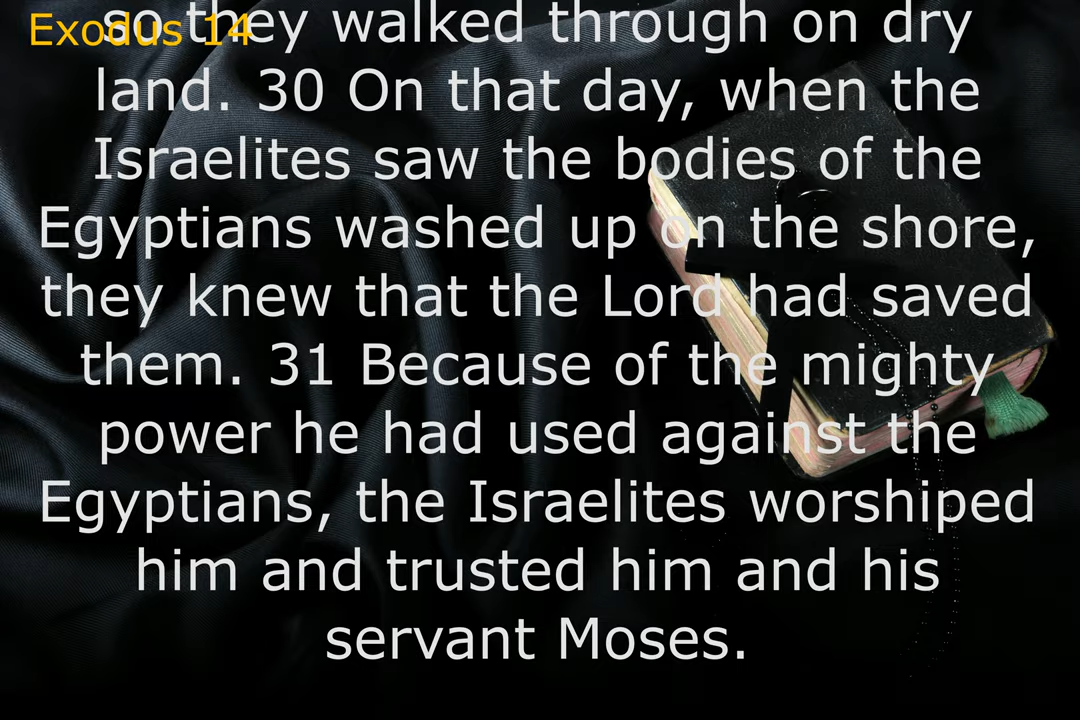 Exodus 14
so they walked through on dry
land. 30 On that day, when the
Israelites saw the bodies of the
Egyptians washed up on the shore,
they knew that the Lord had saved
them. 31 Because of the mighty
power he had used against the
Egyptians, the Israelites worshiped
him and trusted him and his
servant Moses.